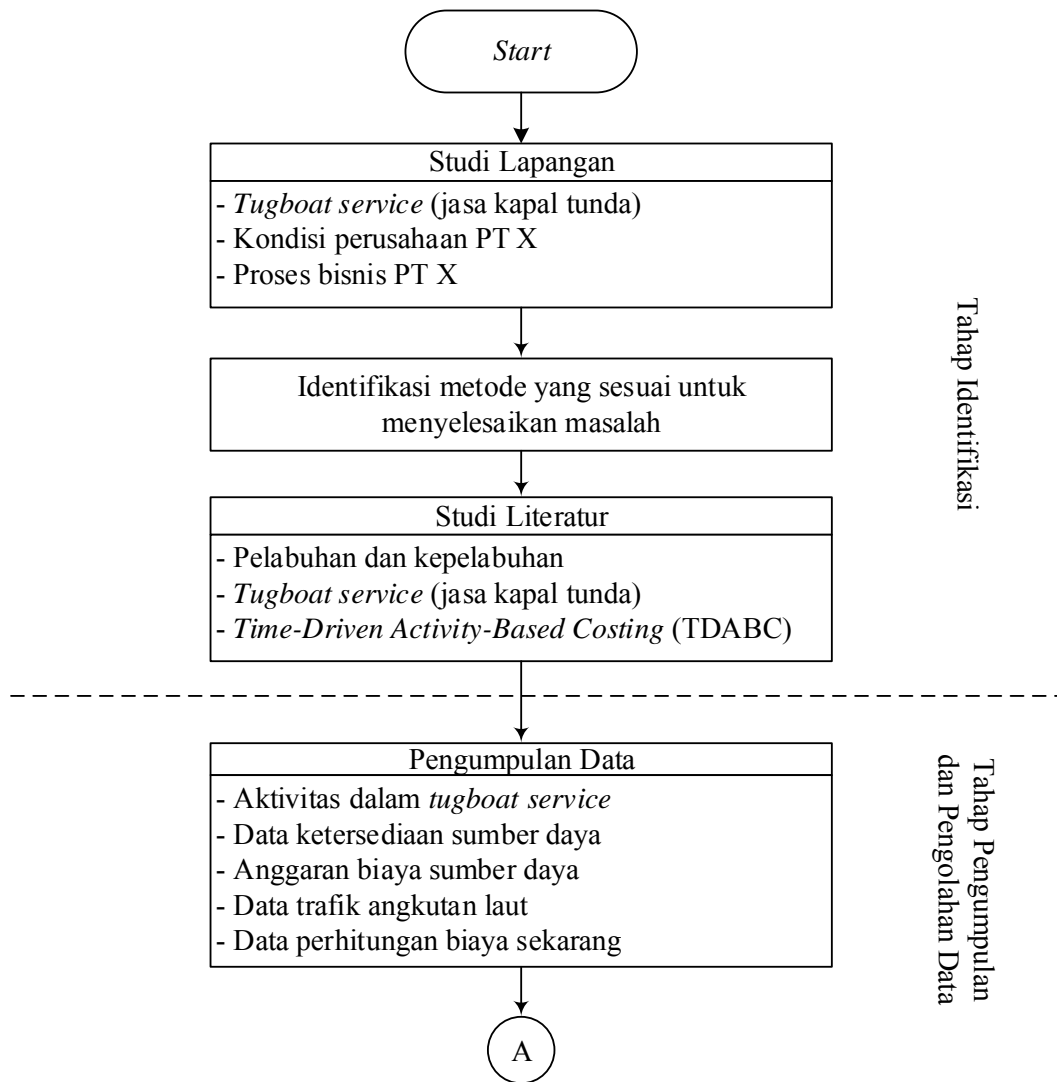 Start
Studi Lapangan
- Tugboat service (jasa kapal tunda)
- Kondisi perusahaan PT X
- Proses bisnis PT X
Identifikasi metode yang sesuai untuk
menyelesaikan masalah
Studi Literatur
- Pelabuhan dan kepelabuhan
- Tugboat service (jasa kapal tunda)
- Time-Driven Activity-Based Costing (TDABC)
Tahap Identifikasi
Pengumpulan Data
- Aktivitas dalam tugboat service
- Data ketersediaan sumber daya
- Anggaran biaya sumber daya
- Data trafik angkutan laut
- Data perhitungan biaya sekarang
Tahap Pengumpulan
dan Pengolahan Data
A